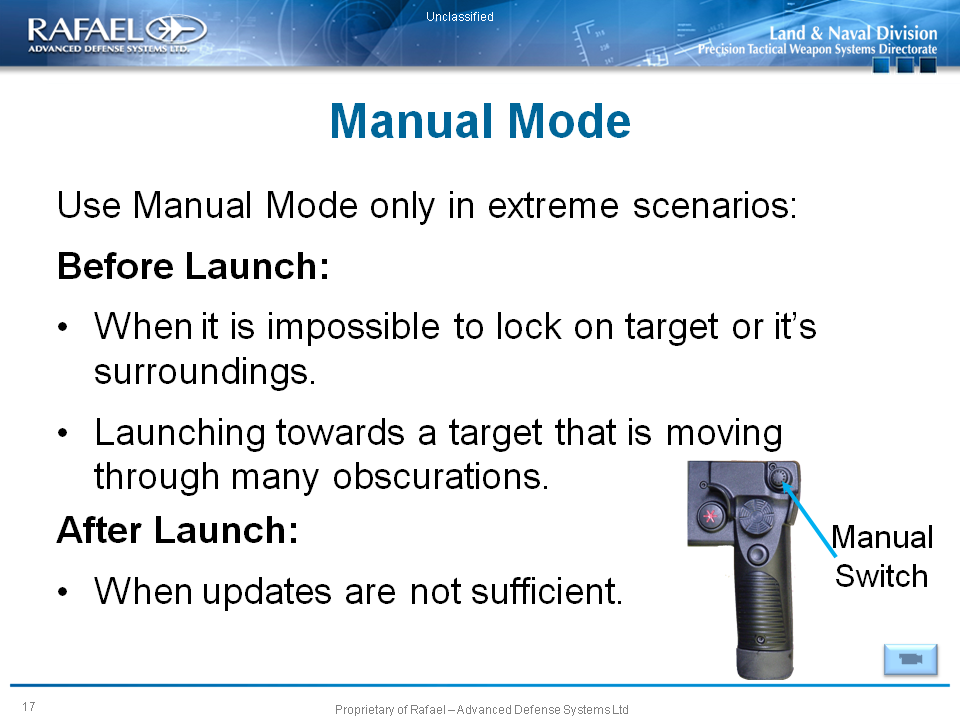 Unclassified
RAFAEL
ADVANCED DEFENSE SYSTEMS LTD.
Land & Naval Division
Precision Tactical Weapon Systems Directorate
Manual Mode
Use Manual Mode only in extreme scenarios:
Before Launch:
• When it is impossible to lock on target or it’s
surroundings.
• Launching towards a target that is moving
through many obscurations.
After Launch:
• When updates are not sufficient.
Manual
Switch
17
Proprietary of Rafael – Advanced Defense Systems Ltd